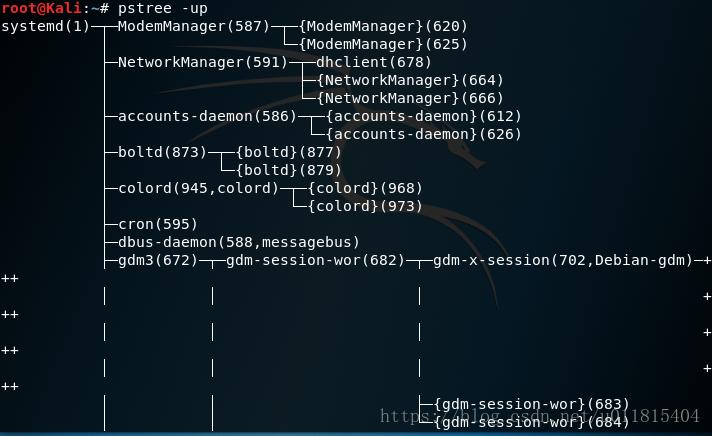 root@Kali:~# pstree -up
systemd(1)─┬─ModemManager(587)─┬─{ModemManager}(620)
           │                   └─{ModemManager}(625)
           ├─NetworkManager(591)─┬─dhclient(678)
           │                     ├─{NetworkManager}(664)
           │                     └─{NetworkManager}(666)
           ├─accounts-daemon(586)─┬─{accounts-daemon}(612)
           │                      └─{accounts-daemon}(626)
           ├─boltd(873)─┬─{boltd}(877)
           │            └─{boltd}(879)
           ├─colord(945,colord)─┬─{colord}(968)
           │                    └─{colord}(973)
           ├─cron(595)
           ├─dbus-daemon(588,messagebus)
           ├─gdm3(672)─┬─gdm-session-wor(682)─┬─gdm-x-session(702,Debian-gdm)─+
++
           │           │                      │                               +
++
           │           │                      │                               +
++
           │           │                      │                               +
++
           │           │                      ├─{gdm-session-wor}(683)
           │           │                      └─{gdm-session-wor}(684)
https://blog.csdn.net/u011815404